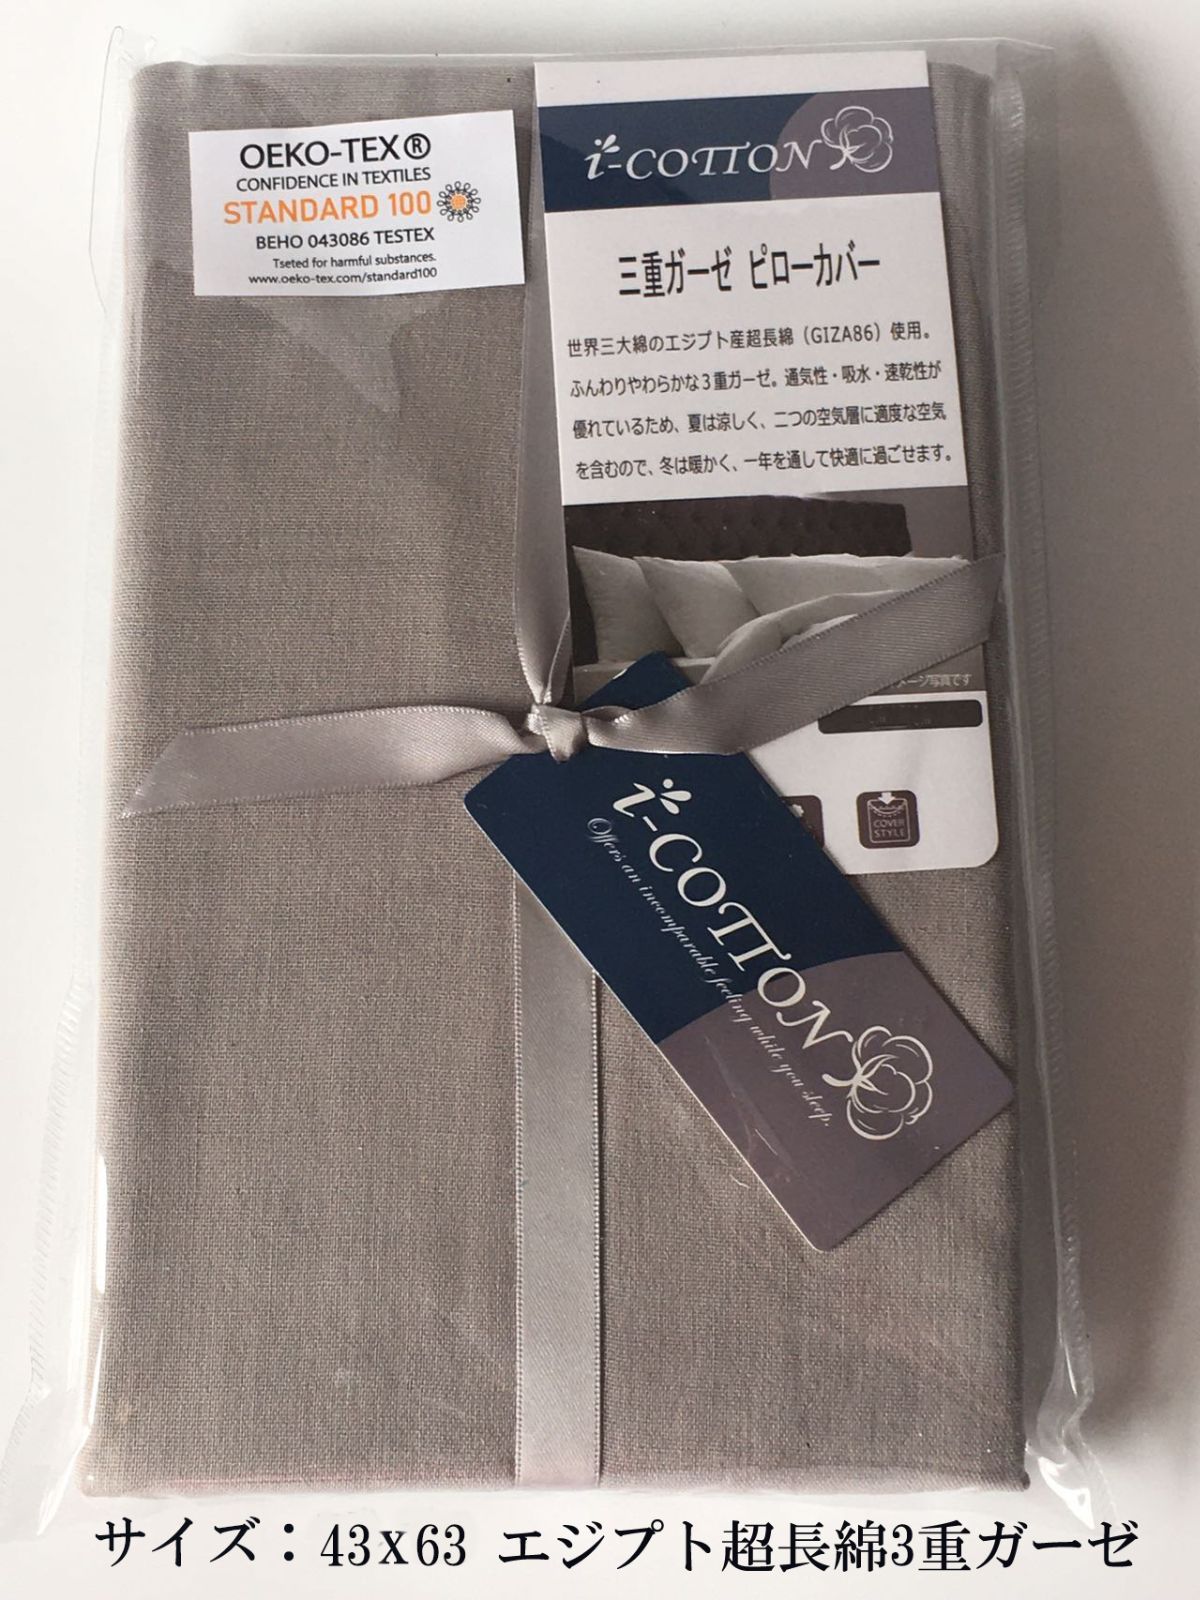 OEKO-TEX®
CONFIDENCE IN TEXTILES
STANDARD 100
BEHO 043086 TESTEX
Tseted for harmful substances.
www.oeko-tex.com/standard100
i-COTTON
三重ガーゼ ピローカバー
世界三大綿のエジプト産超長綿（GIZA86）使用。
ふんわりやわらかな３重ガーゼ。通気性・吸水・速乾性が
優れているため、夏は涼しく、二つの空気層に適度な空気
を含むので、冬は暖かく、一年を通して快適に過ごせます。
メージ写真です
COVER
STYLE
i-COTTON
Offers an incomparable feeling while you sleep.
サイズ：43x63 エジプト超長綿3重ガーゼ